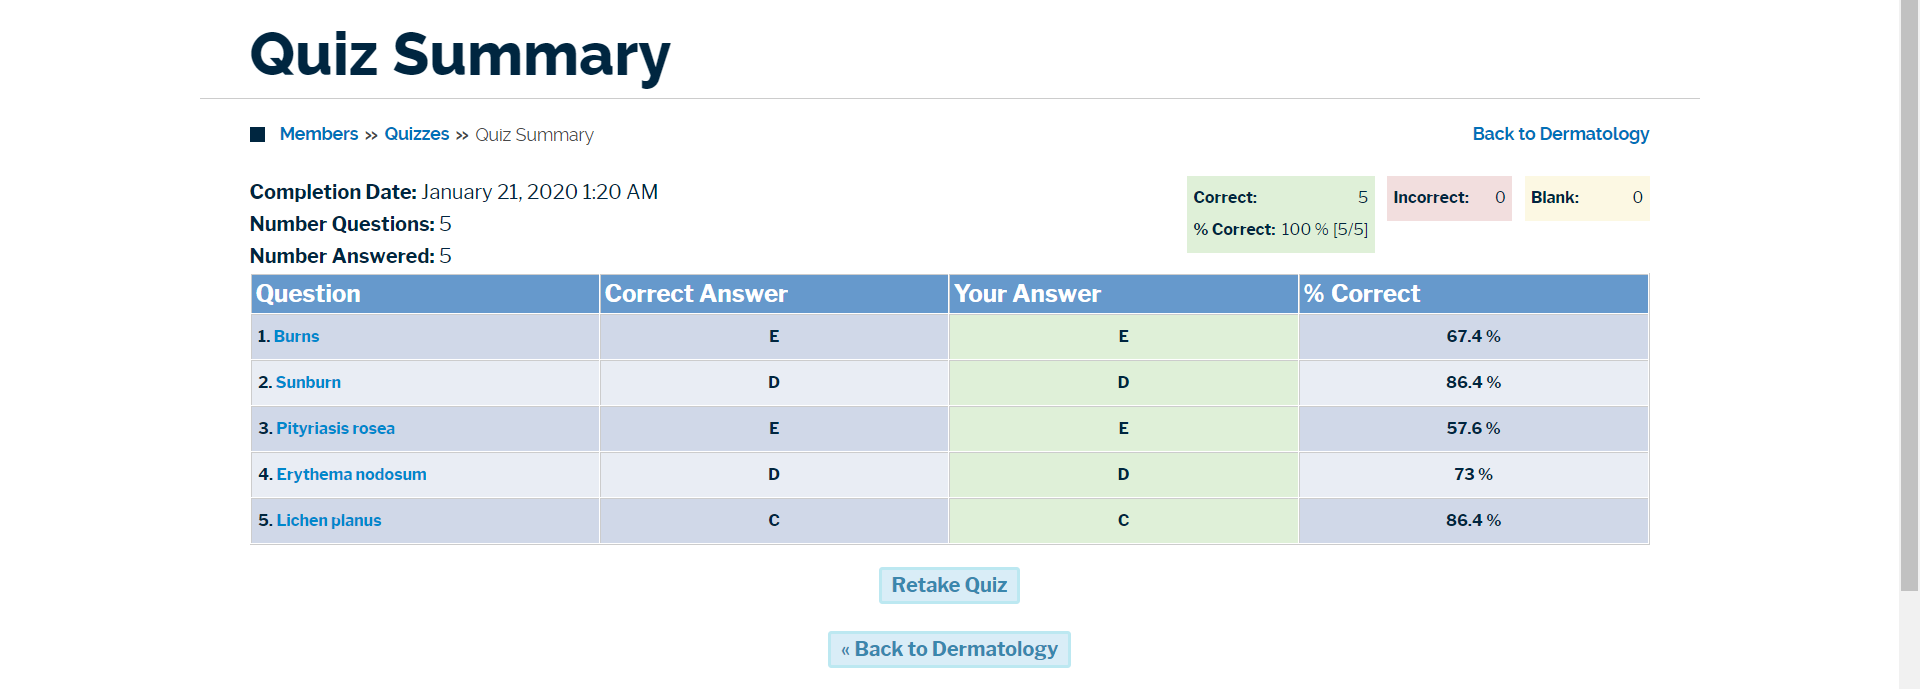 Quiz Summary
Members » Quizzes » Quiz Summary
Back to Dermatology
Completion Date: January 21, 2020 1:20 AM
Number Questions: 5
Number Answered: 5
Correct: 5
% Correct: 100 % [5/5]
Incorrect: 0
Blank: 0
Question Correct Answer Your Answer % Correct
1. Burns E E 67.4 %
2. Sunburn D D 86.4 %
3. Pityriasis rosea E E 57.6 %
4. Erythema nodosum D D 73 %
5. Lichen planus C C 86.4 %
Retake Quiz
« Back to Dermatology